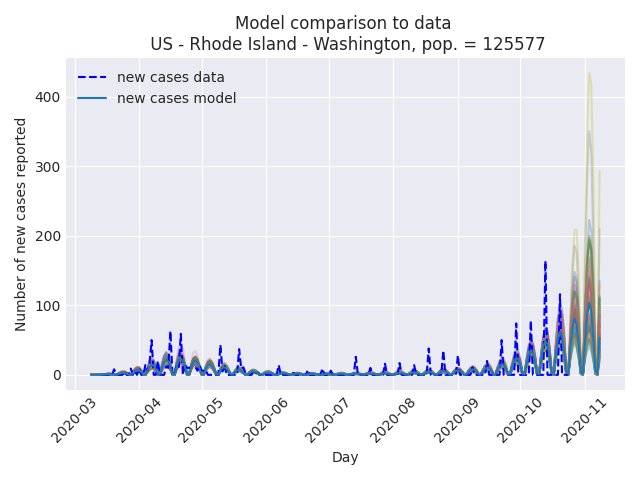 Model comparison to data
US - Rhode Island - Washington, pop. = 125577
new cases data
new cases model
Number of new cases reported
400
300
200
100
0
2020-03
2020-04
2020-05
2020-06
2020-07
2020-08
2020-09
2020-10
2020-11
Day